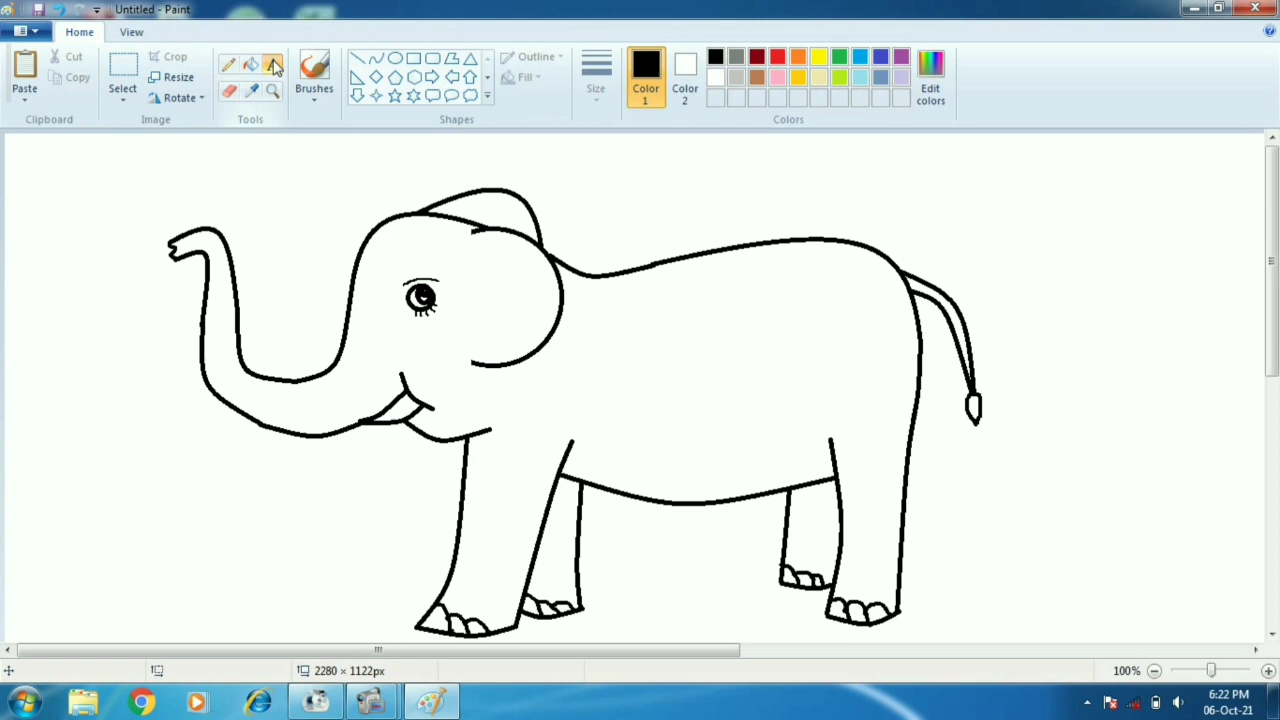 Untitled - Paint
Home View
Paste
Cut
Copy
Clipboard
Select
Crop
Resize
Rotate
Image
A
Tools
Brushes
Outline
Fill
Shapes
Size
Color 1
Color 2
Edit colors
Colors
2280 × 1122px
100%
6:22 PM
06-Oct-21